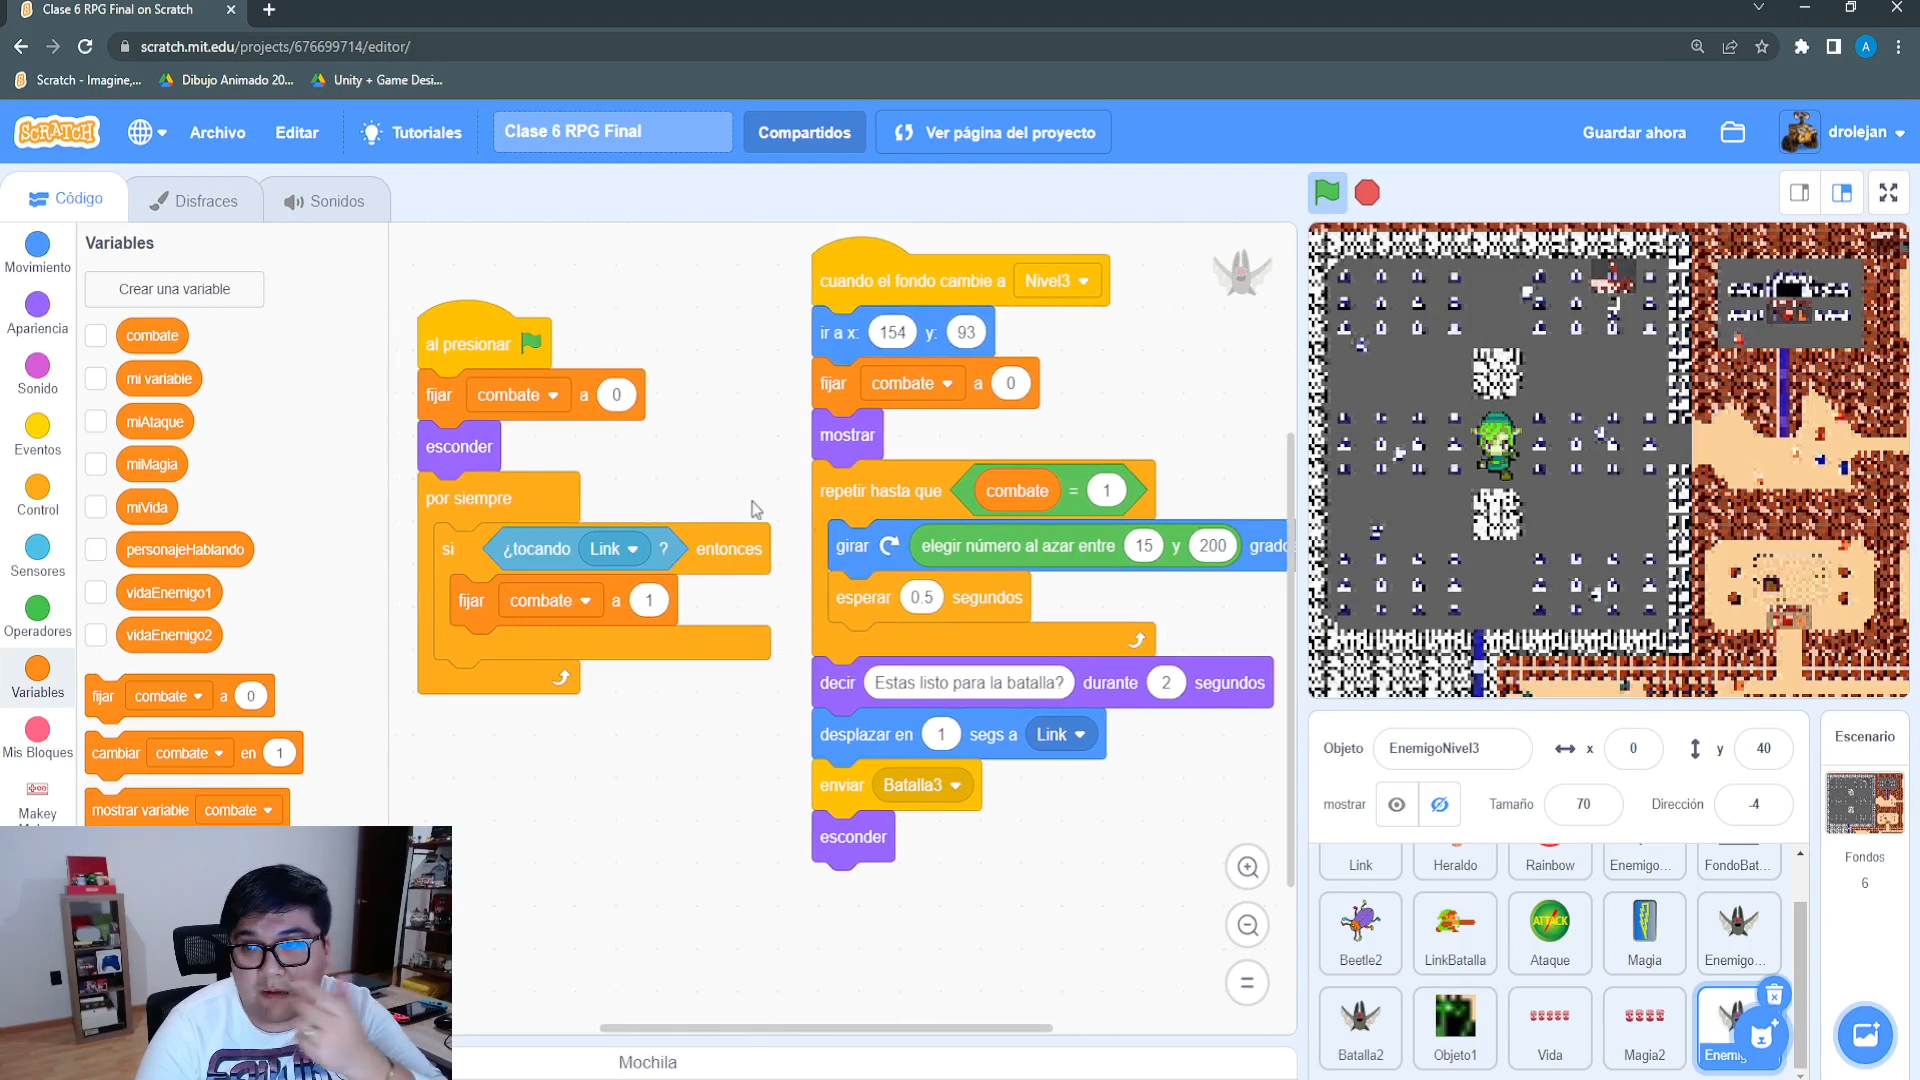 Clase 6 RPG Final on Scratch
scratch.mit.edu/projects/676699714/editor/
A
Scratch - Imagine,...
Dibujo Animado 20...
Unity + Game Desi...
SCRATCH
Archivo
Editar
Tutoriales
Clase 6 RPG Final
Compartidos
Ver página del proyecto
Guardar ahora
drolejan
Código
Disfraces
Sonidos
Movimiento
Apariencia
Sonido
Eventos
Control
Sensores
Operadores
Variables
Mis Bloques
Makey
Variables
Crear una variable
combate
mi variable
miAtaque
miMagia
miVida
personajeHablando
vidaEnemigo1
vidaEnemigo2
fijar combate a 0
cambiar combate en 1
mostrar variable combate
al presionar
fijar combate a 0
esconder
por siempre
si ¿tocando Link ? entonces
fijar combate a 1
cuando el fondo cambie a Nivel3
ir a x: 154 y: 93
fijar combate a 0
mostrar
repetir hasta que combate = 1
girar elegir número al azar entre 15 y 200 grados
esperar 0.5 segundos
decir Estas listo para la batalla? durante 2 segundos
desplazar en 1 segs a Link
enviar Batalla3
esconder
Mochila
Objeto EnemigoNivel3 x 0 y 40
mostrar Tamaño 70 Dirección -4
Link
Heraldo
Rainbow
Enemigo...
FondoBat...
ATTACK
Beetle2
LinkBatalla
Ataque
Magia
Enemigo...
Batalla2
Objeto1
Vida
Magia2
Enemig
Escenario
Fondos
6